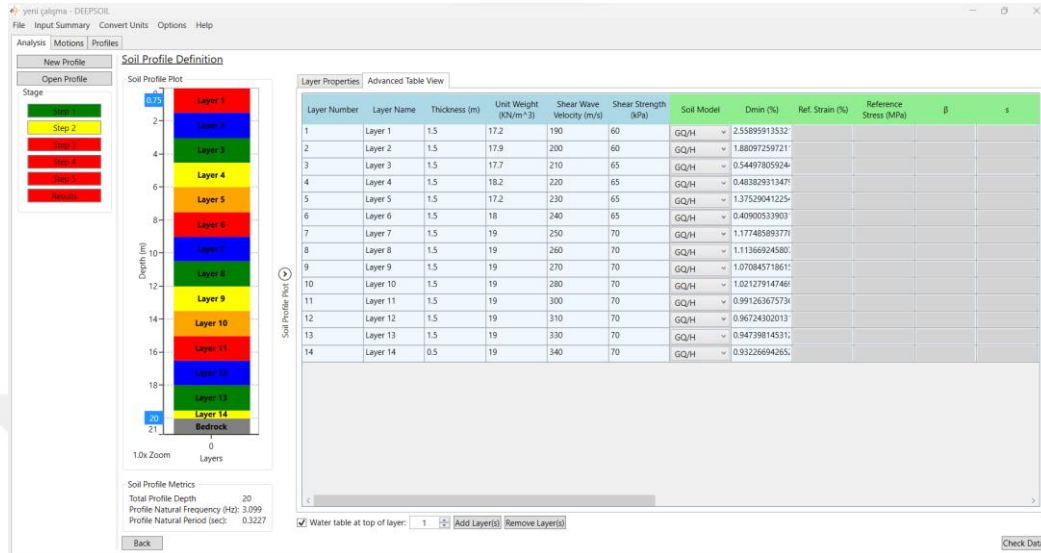 yeni çalışma - DEEPSOIL
File Input Summary Convert Units Options Help
Analysis Motions Profiles
New Profile
Open Profile
Stage
Step 1
Step 2
Step 3
Step 4
Step 5
Results
Soil Profile Definition
Soil Profile Plot
0.75
2
4
6
8
10
12
14
16
18
20
21
Depth (m)
Layer 1
Layer 2
Layer 3
Layer 4
Layer 5
Layer 6
Layer 7
Layer 8
Layer 9
Layer 10
Layer 11
Layer 12
Layer 13
Layer 14
Bedrock
0
1.0x Zoom Layers
Soil Profile Metrics
Total Profile Depth 20
Profile Natural Frequency (Hz): 3.099
Profile Natural Period (sec): 0.3227
Back
Soil Profile Plot
Layer Properties Advanced Table View
Layer Number Layer Name Thickness (m) Unit Weight (KN/m^3) Shear Wave Velocity (m/s) Shear Strength (kPa) Soil Model Dmin (%) Ref. Strain (%) Reference Stress (MPa) β s
1 Layer 1 1.5 17.2 190 60 GQ/H 2.55895913532
2 Layer 2 1.5 17.9 200 60 GQ/H 1.88097259721
3 Layer 3 1.5 17.7 210 65 GQ/H 0.5449780592
4 Layer 4 1.5 18.2 220 65 GQ/H 0.48382931347
5 Layer 5 1.5 17.2 230 65 GQ/H 1.3752904122
6 Layer 6 1.5 18 240 65 GQ/H 0.40900533903
7 Layer 7 1.5 19 250 70 GQ/H 1.1774858937
8 Layer 8 1.5 19 260 70 GQ/H 1.11366924580
9 Layer 9 1.5 19 270 70 GQ/H 1.0708457186
10 Layer 10 1.5 19 280 70 GQ/H 1.0212791474
11 Layer 11 1.5 19 300 70 GQ/H 0.9912636757
12 Layer 12 1.5 19 310 70 GQ/H 0.96724302013
13 Layer 13 1.5 19 330 70 GQ/H 0.94739814531
14 Layer 14 0.5 19 340 70 GQ/H 0.93226694265
Water table at top of layer: 1 Add Layer(s) Remove Layer(s)
Check Dat